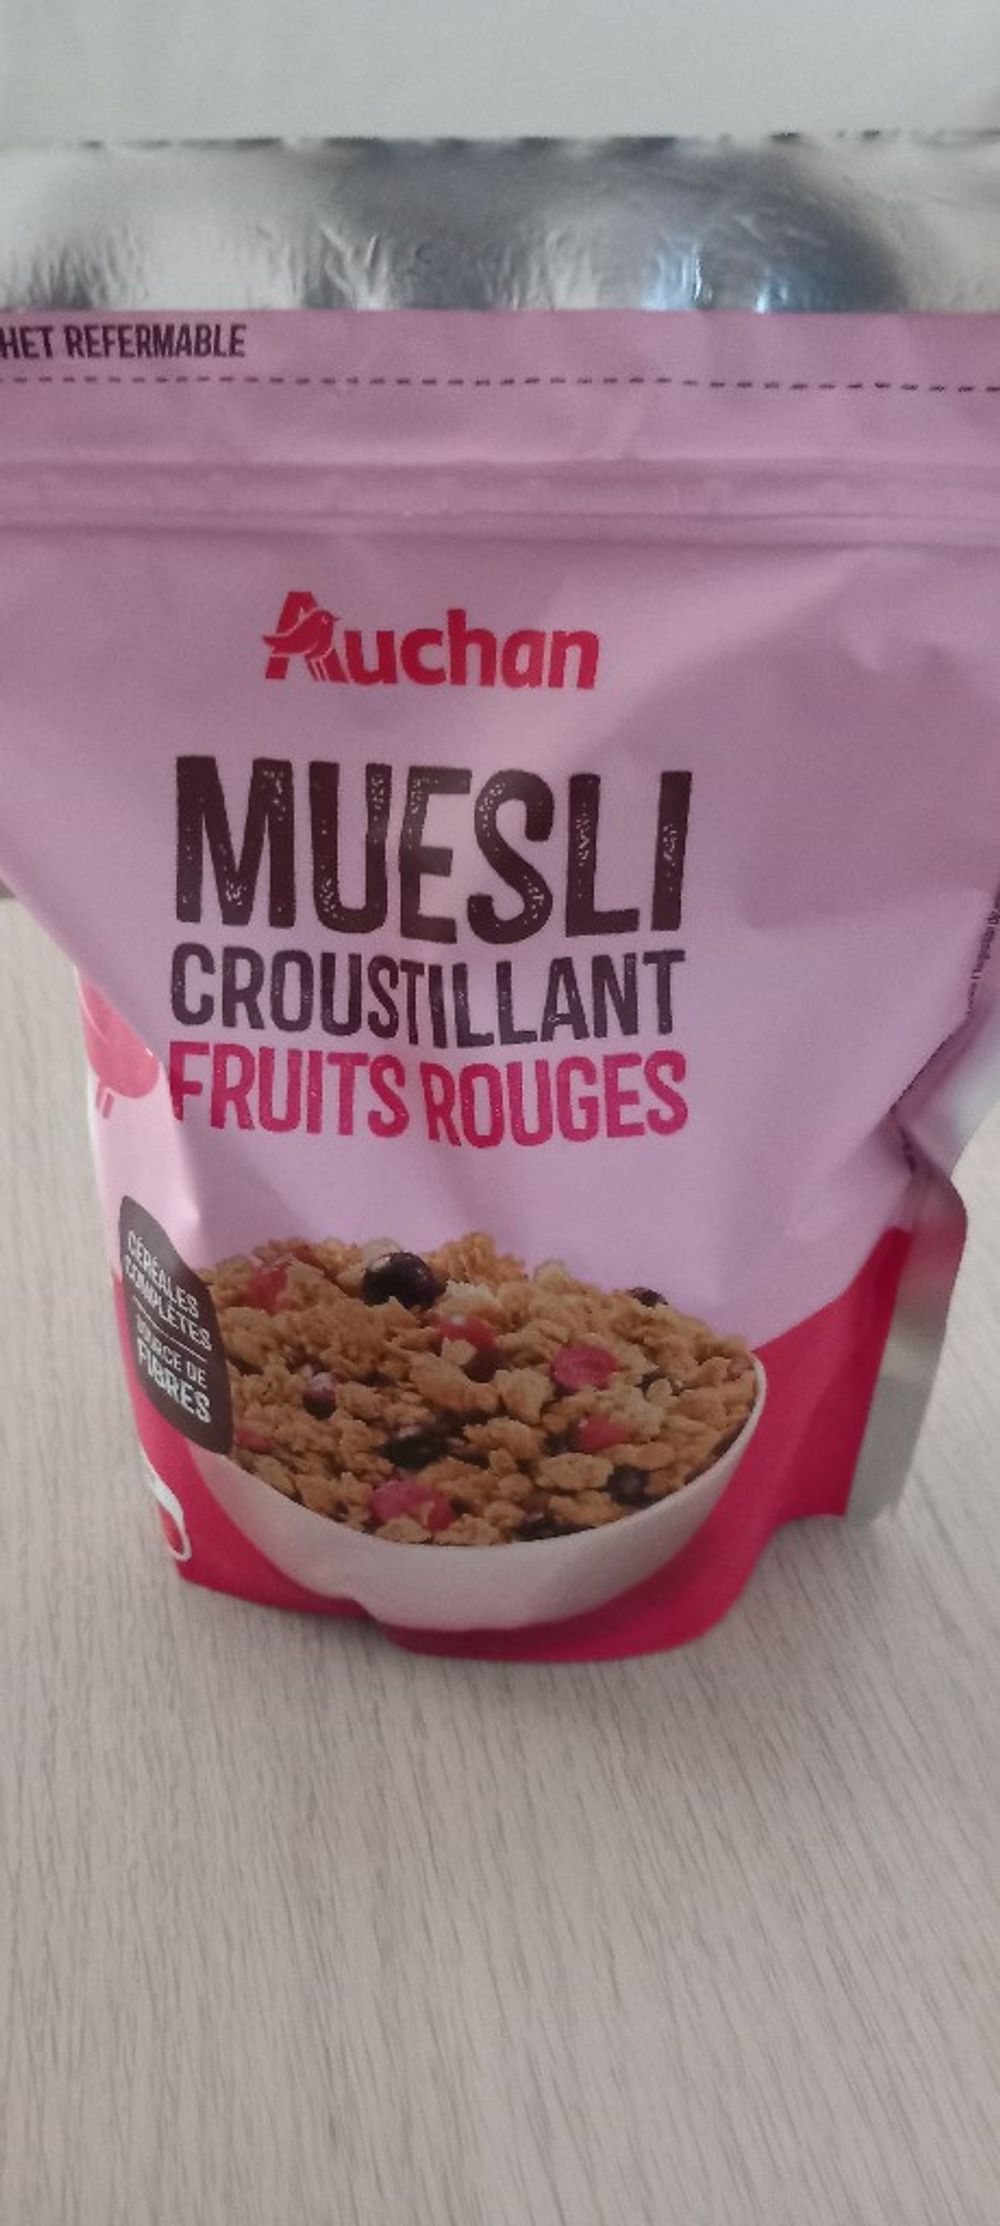 HET REFERMABLE
Auchan
MUESLI
CROUSTILLANT
FRUITS ROUGES
CÉRÉALES
COMPLÈTES
SOURCE DE
FIBRES